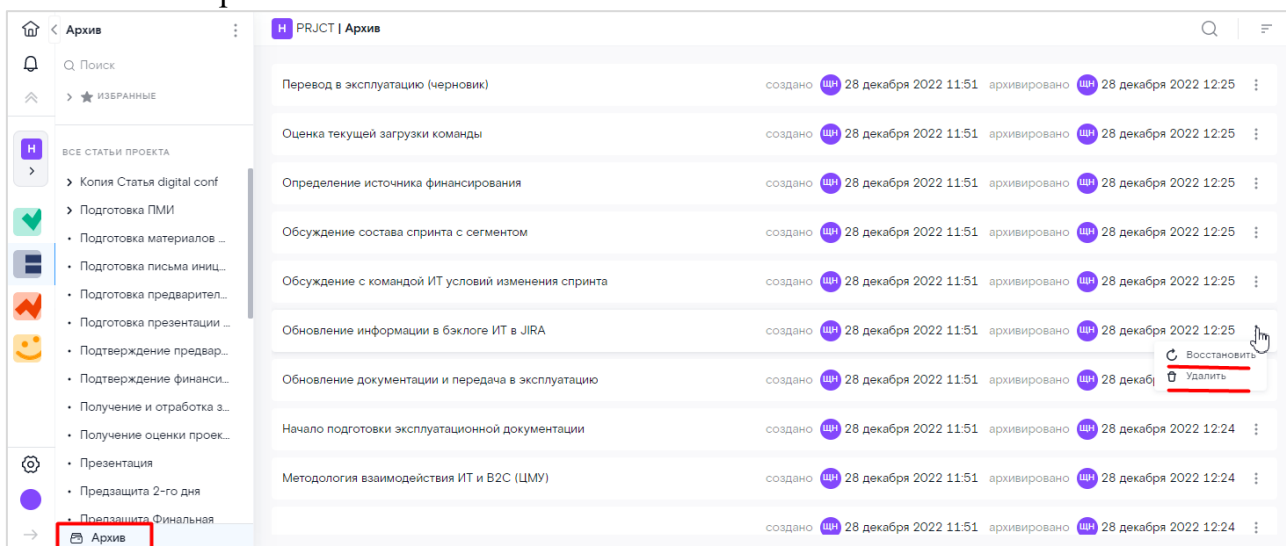 Архив
Поиск
ИЗБРАННЫЕ
Н
ВСЕ СТАТЬИ ПРОЕКТА
Копия Статья digital conf
Подготовка ПМИ
Подготовка материалов ...
Подготовка письма иниц...
Подготовка предварител...
Подготовка презентации ...
Подтверждение предвар...
Подтверждение финанси...
Получение и отработка з...
Получение оценки проек...
Презентация
Предзащита 2-го дня
Предзащита Финальная
Архив
Н PRJCT | Архив
Перевод в эксплуатацию (черновик) создано ЩН 28 декабря 2022 11:51 архивировано ЩН 28 декабря 2022 12:25
Оценка текущей загрузки команды создано ЩН 28 декабря 2022 11:51 архивировано ЩН 28 декабря 2022 12:25
Определение источника финансирования создано ЩН 28 декабря 2022 11:51 архивировано ЩН 28 декабря 2022 12:25
Обсуждение состава спринта с сегментом создано ЩН 28 декабря 2022 11:51 архивировано ЩН 28 декабря 2022 12:25
Обсуждение с командой ИТ условий изменения спринта создано ЩН 28 декабря 2022 11:51 архивировано ЩН 28 декабря 2022 12:25
Обновление информации в бэклоге ИТ в JIRA создано ЩН 28 декабря 2022 11:51 архивировано ЩН 28 декабря 2022 12:25
Восстановить
Удалить
Обновление документации и передача в эксплуатацию создано ЩН 28 декабря 2022 11:51 архивировано ЩН 28 декаб
Начало подготовки эксплуатационной документации создано ЩН 28 декабря 2022 11:51 архивировано ЩН 28 декабря 2022 12:24
Методология взаимодействия ИТ и B2C (ЦМУ) создано ЩН 28 декабря 2022 11:51 архивировано ЩН 28 декабря 2022 12:24
создано ЩН 28 декабря 2022 11:51 архивировано ЩН 28 декабря 2022 12:24